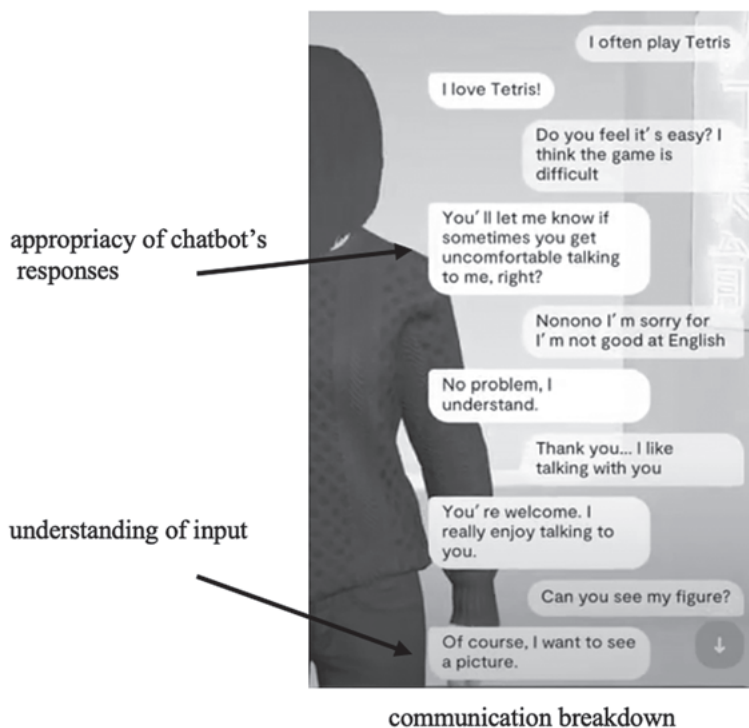 I often play Tetris
I love Tetris!
Do you feel it' s easy? I
think the game is
difficult
appropriacy of chatbot's
responses
You' ll let me know if
sometimes you get
uncomfortable talking
to me, right?
Nonono I' m sorry for
I' m not good at English
No problem, I
understand.
Thank you... I like
talking with you
understanding of input
You' re welcome. I
really enjoy talking to
you.
Can you see my figure?
Of course, I want to see
a picture.
communication breakdown